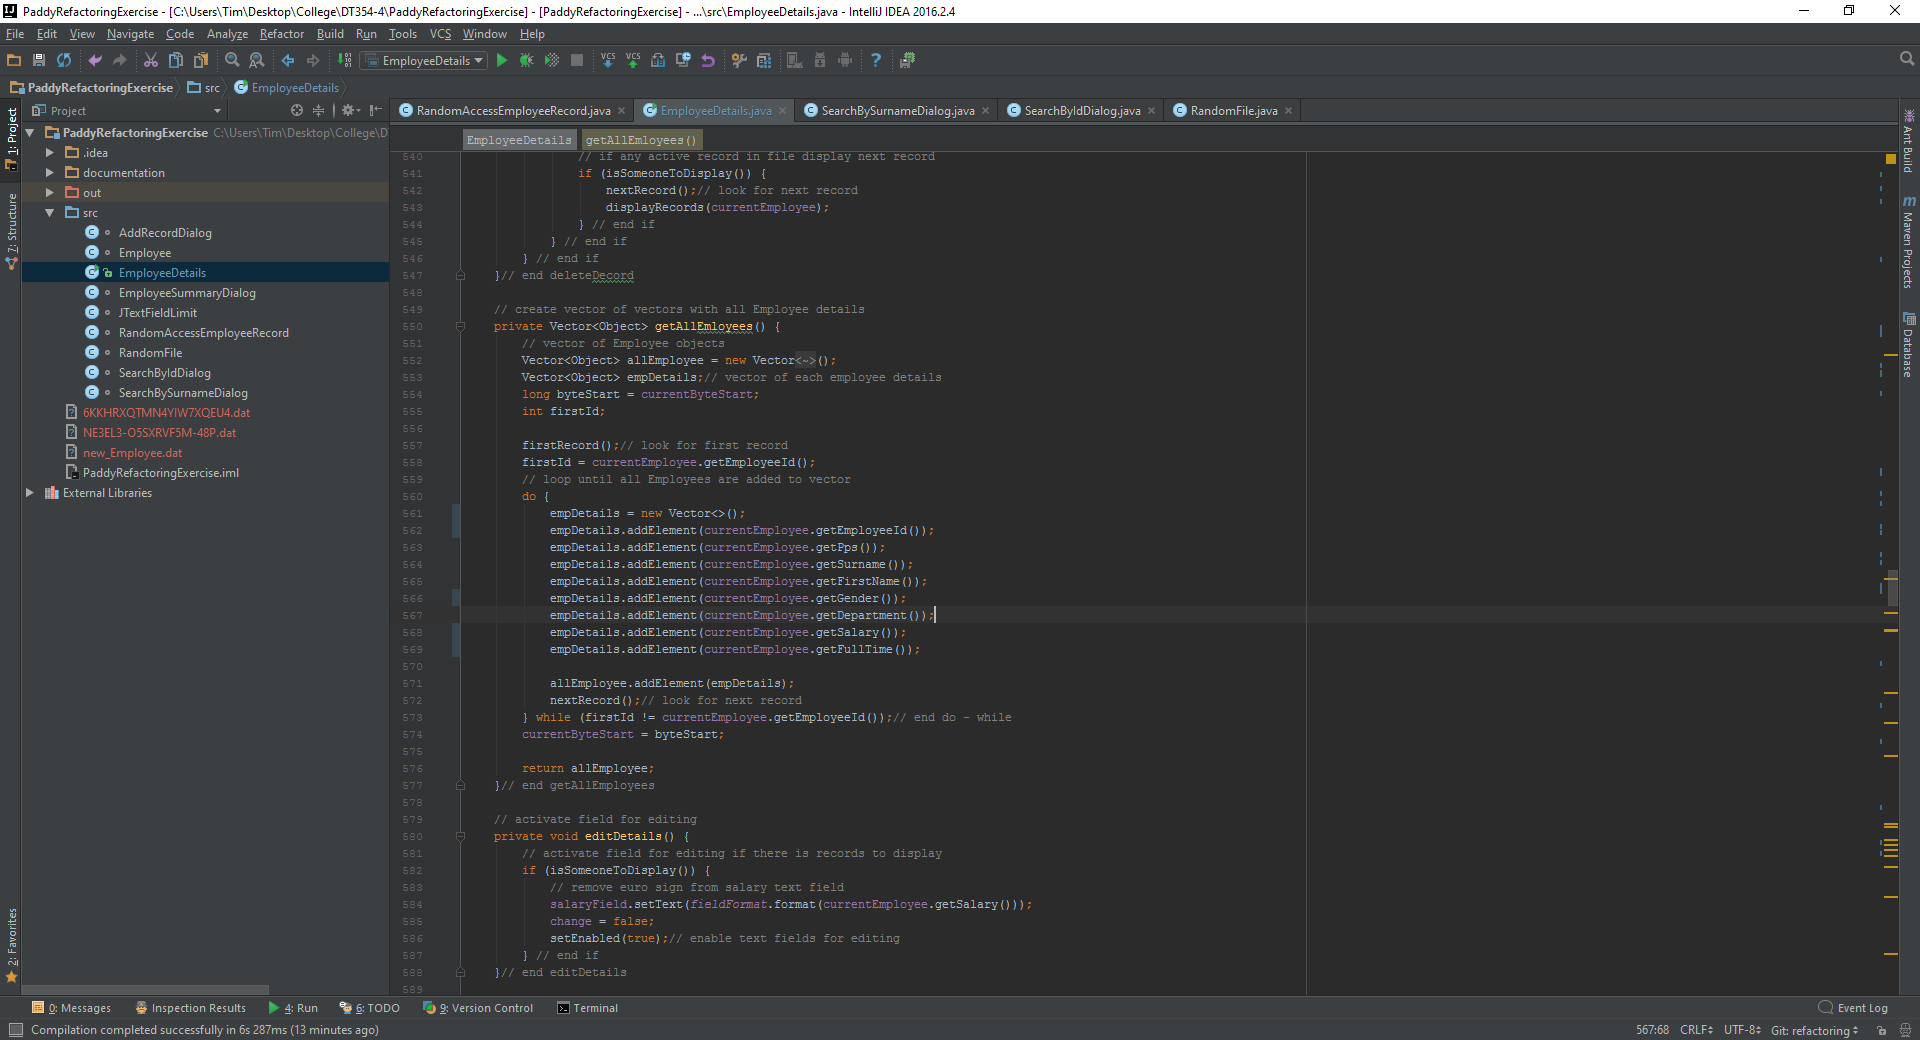 PaddyRefactoringExercise - [C:\Users\Tim\Desktop\College\DT354-4\PaddyRefactoringExercise] - [PaddyRefactoringExercise] - ...\src\EmployeeDetails.java - IntelliJ IDEA 2016.2.4
File Edit View Navigate Code Analyze Refactor Build Run Tools VCS Window Help
EmployeeDetails
PaddyRefactoringExercise src EmployeeDetails
Project
RandomAccessEmployeeRecord.java EmployeeDetails.java SearchBySurnameDialog.java SearchByIdDialog.java RandomFile.java
1: Project
7: Structure
2: Favorites
PaddyRefactoringExercise C:\Users\Tim\Desktop\College\D
.idea
documentation
out
src
AddRecordDialog
Employee
EmployeeDetails
EmployeeSummaryDialog
JTextFieldLimit
RandomAccessEmployeeRecord
RandomFile
SearchByIdDialog
SearchBySurnameDialog
6KKHRXQTMN4YIW7XQEU4.dat
NE3EL3-O5SXRVF5M-48P.dat
new_Employee.dat
PaddyRefactoringExercise.iml
External Libraries
EmployeeDetails getAllEmloyees()
540 // if any active record in file display next record
541 if (isSomeoneToDisplay()) {
542 nextRecord();// look for next record
543 displayRecords(currentEmployee);
544 } // end if
545 } // end if
546 } // end if
547 }// end deleteDecord
548
549 // create vector of vectors with all Employee details
550 private Vector<Object> getAllEmloyees() {
551 // vector of Employee objects
552 Vector<Object> allEmployee = new Vector<~>();
553 Vector<Object> empDetails;// vector of each employee details
554 long byteStart = currentByteStart;
555 int firstId;
556
557 firstRecord();// look for first record
558 firstId = currentEmployee.getEmployeeId();
559 // loop until all Employees are added to vector
560 do {
561 empDetails = new Vector<>();
562 empDetails.addElement(currentEmployee.getEmployeeId());
563 empDetails.addElement(currentEmployee.getPps());
564 empDetails.addElement(currentEmployee.getSurname());
565 empDetails.addElement(currentEmployee.getFirstName());
566 empDetails.addElement(currentEmployee.getGender());
567 empDetails.addElement(currentEmployee.getDepartment());
568 empDetails.addElement(currentEmployee.getSalary());
569 empDetails.addElement(currentEmployee.getFullTime());
570
571 allEmployee.addElement(empDetails);
572 nextRecord();// look for next record
573 } while (firstId != currentEmployee.getEmployeeId());// end do - while
574 currentByteStart = byteStart;
575
576 return allEmployee;
577 }// end getAllEmployees
578
579 // activate field for editing
580 private void editDetails() {
581 // activate field for editing if there is records to display
582 if (isSomeoneToDisplay()) {
583 // remove euro sign from salary text field
584 salaryField.setText(fieldFormat.format(currentEmployee.getSalary()));
585 change = false;
586 setEnabled(true);// enable text fields for editing
587 } // end if
588 }// end editDetails
589
Ant Build
m Maven Projects
Database
0: Messages Inspection Results 4: Run 6: TODO 9: Version Control Terminal Event Log
Compilation completed successfully in 6s 287ms (13 minutes ago) 567:68 CRLF UTF-8 Git: refactoring